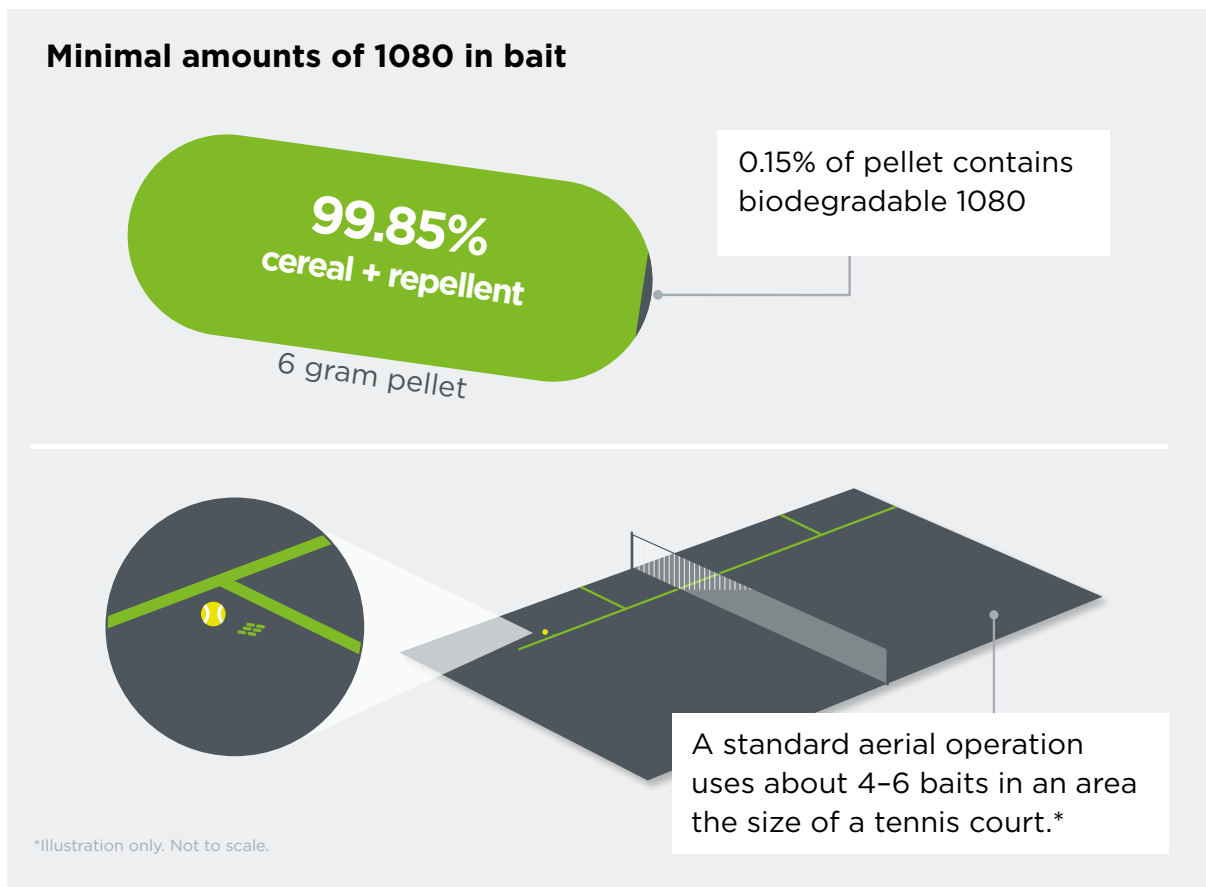 Minimal amounts of 1080 in bait
99.85%
cereal + repellent
6 gram pellet
0.15% of pellet contains
biodegradable 1080
A standard aerial operation
uses about 4–6 baits in an area
the size of a tennis court.*
*Illustration only. Not to scale.